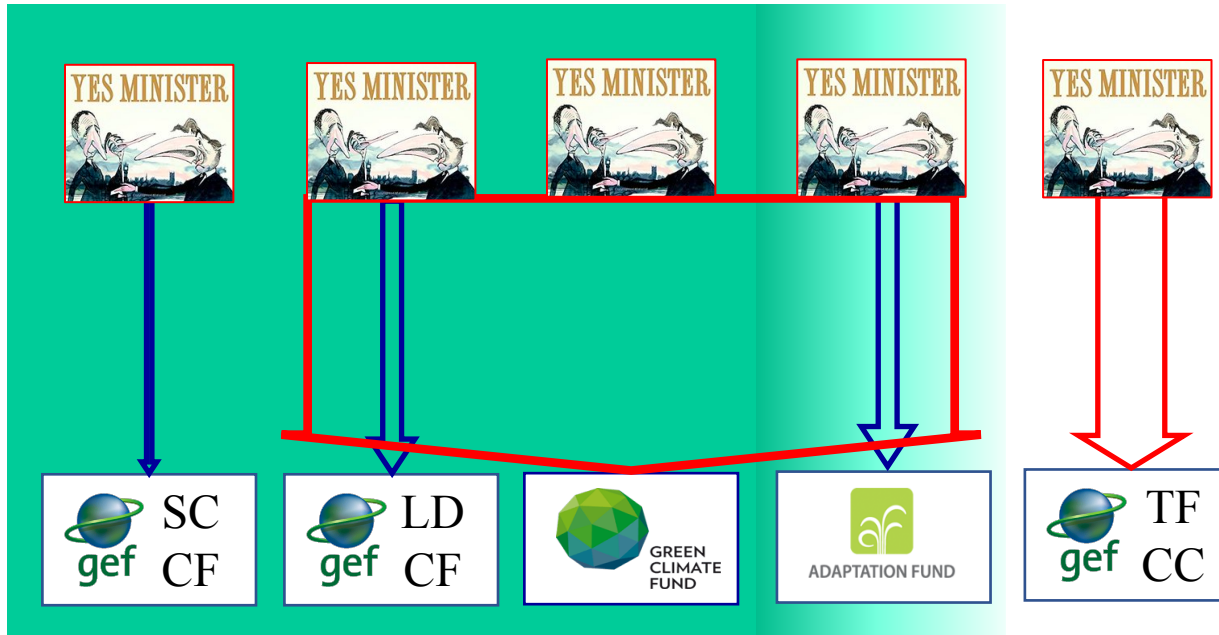 YES MINISTER
YES MINISTER
YES MINISTER
YES MINISTER
YES MINISTER
gef
SC
CF
gef
LD
CF
GREEN
CLIMATE
FUND
ADAPTATION FUND
gef
TF
CC